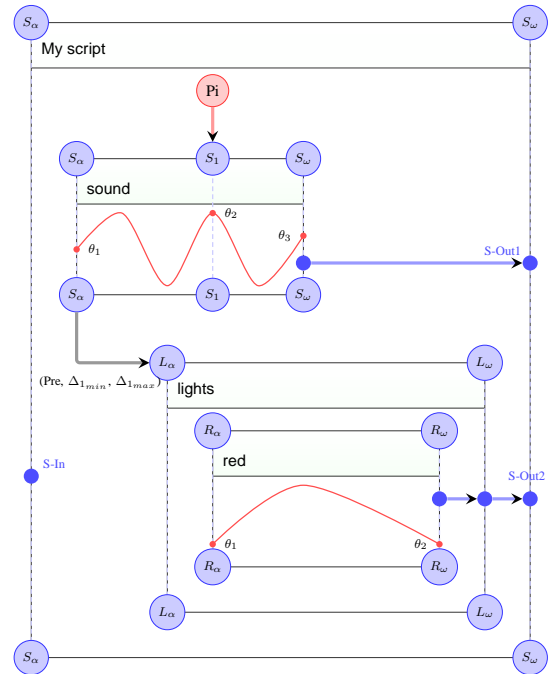 Sα Sω
My script
Pi
Sα S1 Sω
sound
θ2
θ3
θ1
S-Out1
Sα S1 Sω
Lα Lω
(Pre, Δ1min, Δ1max)
lights
Rα Rω
red
S-In
S-Out2
θ1 θ2
Rα Rω
Lα Lω
Sα Sω